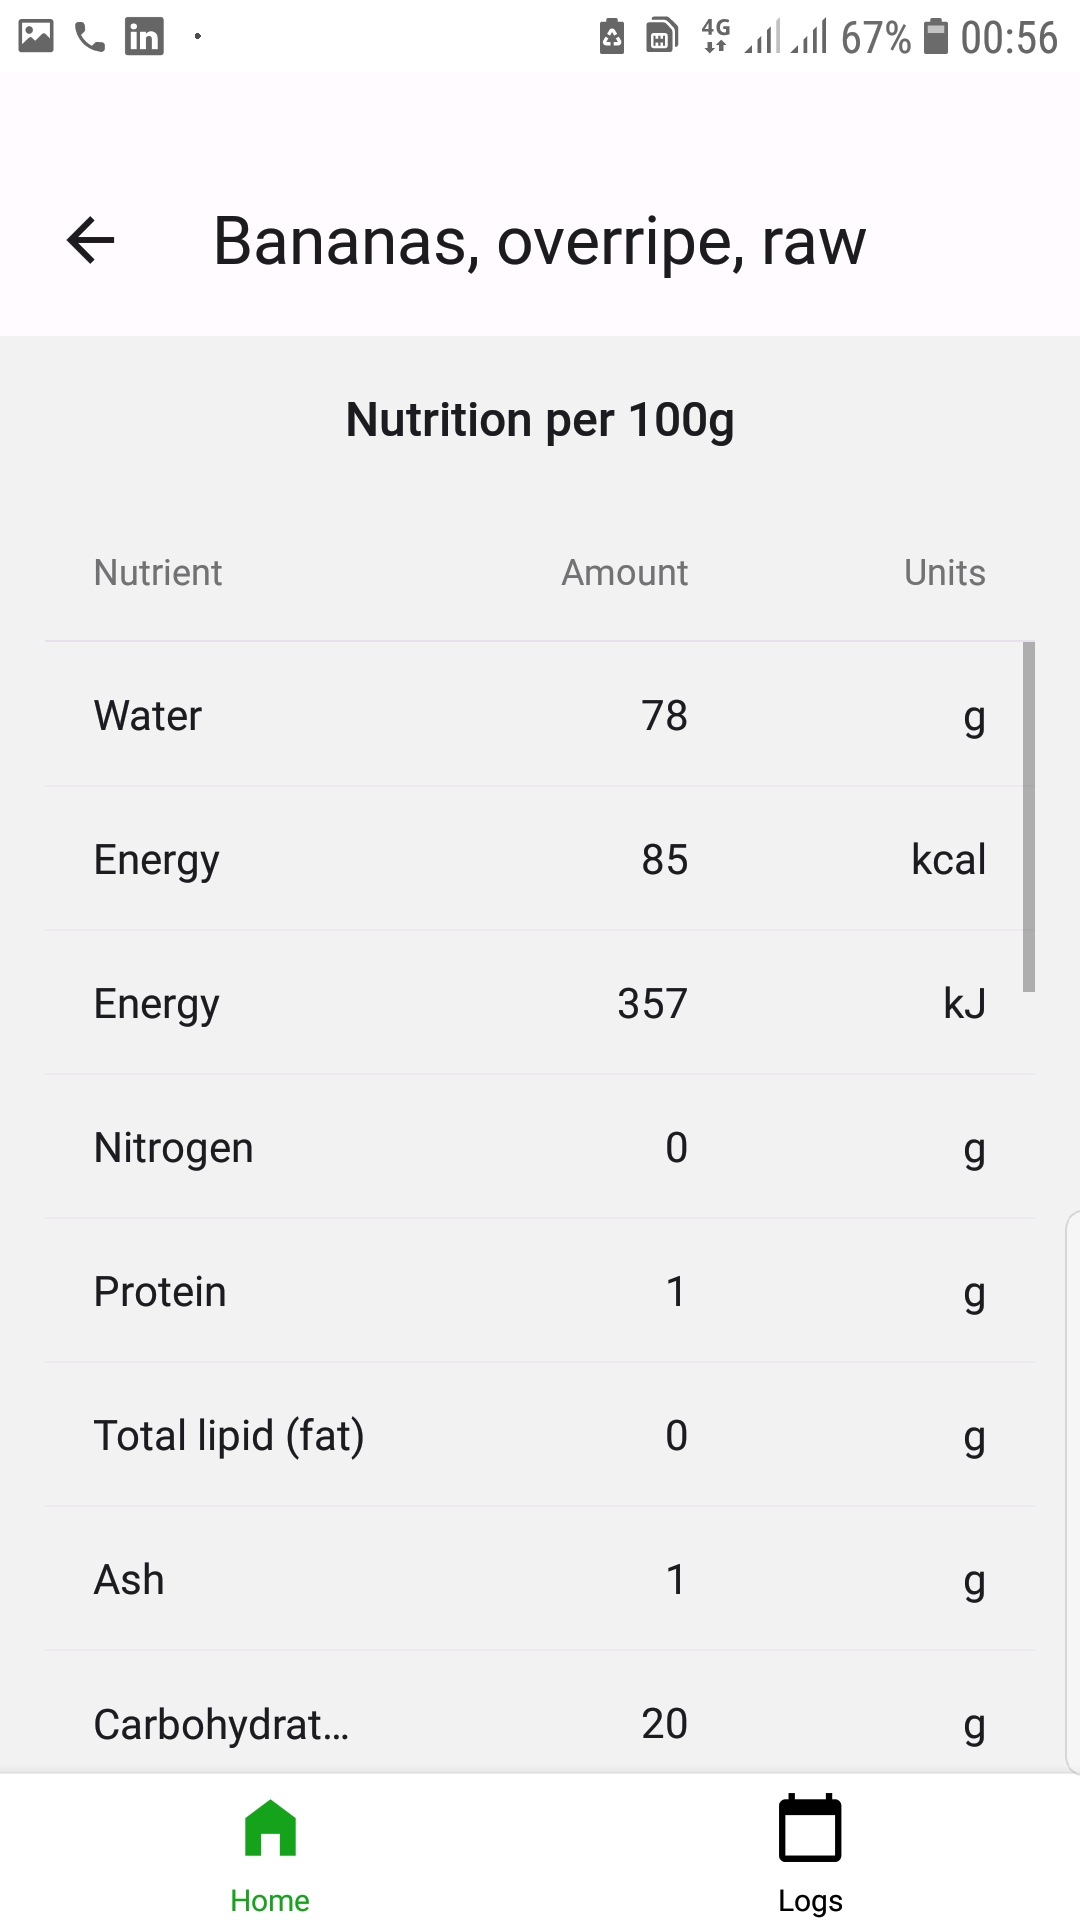 in 4G 67% 00:56
Bananas, overripe, raw
Nutrition per 100g
Nutrient Amount Units
Water 78 g
Energy 85 kcal
Energy 357 kJ
Nitrogen 0 g
Protein 1 g
Total lipid (fat) 0 g
Ash 1 g
Carbohydrat... 20 g
Home Logs